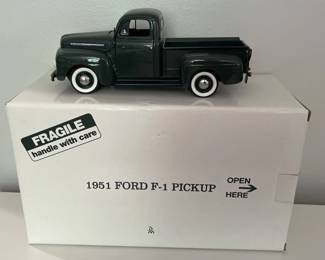 FRAGILE
handle with care
1951 FORD F-1 PICKUP
OPEN
HERE